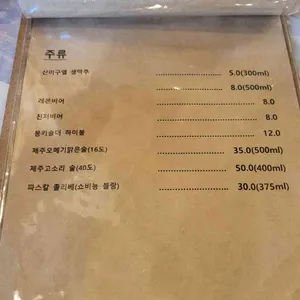 주류
산미구엘 생맥주 ........................ 5.0(300ml)
........................ 8.0(500ml)
레몬비어 ........................ 8.0
진저비어 ........................ 8.0
몽키숄더 하이볼 ........................ 12.0
제주오메기맑은술(16도) ........................ 35.0(500ml)
제주고소리 술(40도) ........................ 50.0(400ml)
파스칼 졸리베(쇼비뇽 블랑) ........................ 30.0(375ml)